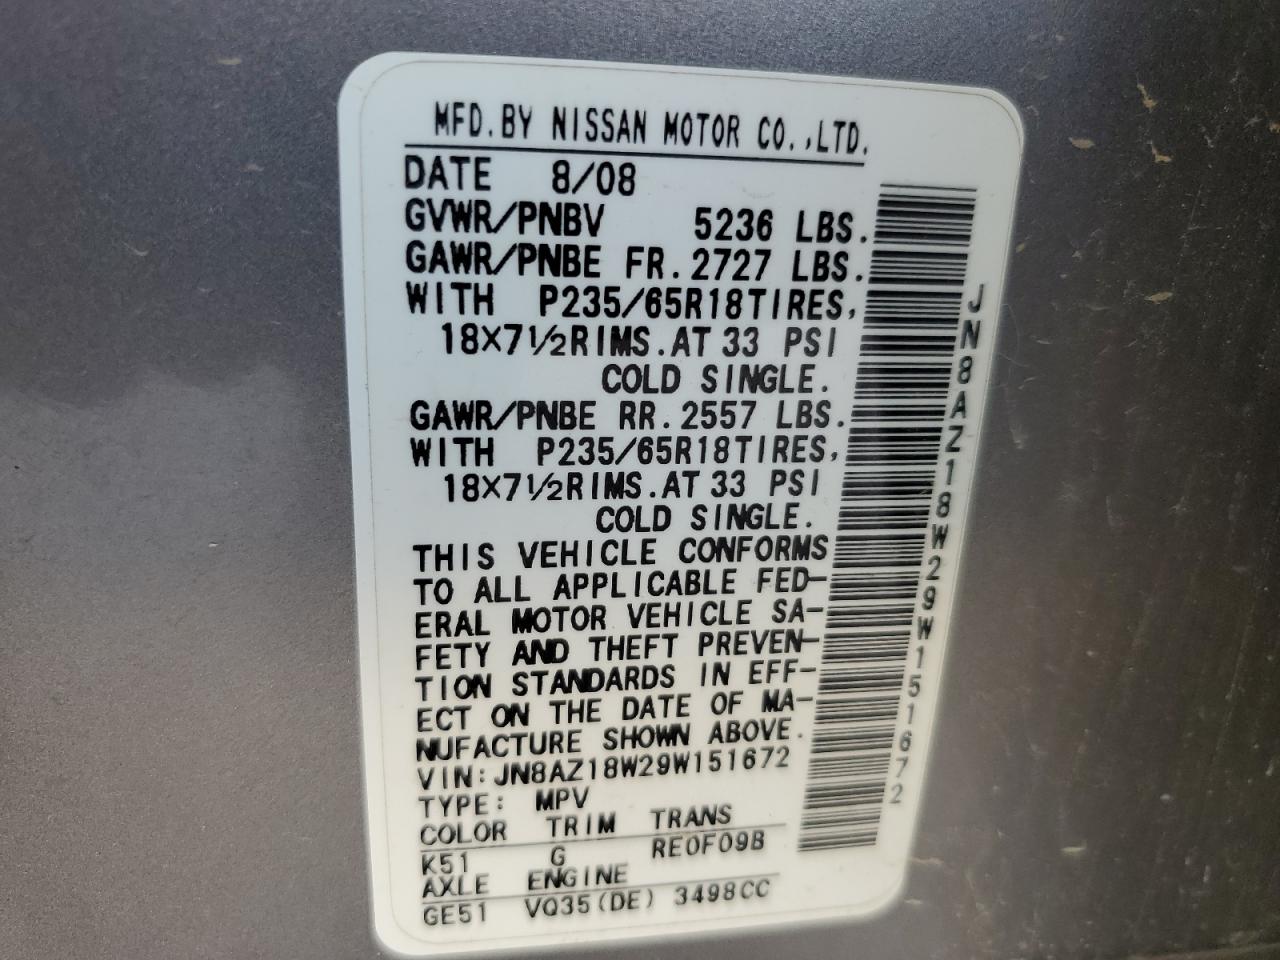 MFD.BY NISSAN MOTOR CO.,LTD.
DATE 8/08
GVWR/PNBV 5236 LBS.
GAWR/PNBE FR.2727 LBS.
WITH P235/65R18TIRES,
18X7½RIMS.AT 33 PSI
COLD SINGLE.
GAWR/PNBE RR.2557 LBS.
WITH P235/65R18TIRES,
18X7½RIMS.AT 33 PSI
COLD SINGLE.
THIS VEHICLE CONFORMS
TO ALL APPLICABLE FED-
ERAL MOTOR VEHICLE SA-
FETY AND THEFT PREVEN-
TION STANDARDS IN EFF-
ECT ON THE DATE OF MA-
NUFACTURE SHOWN ABOVE.
VIN:JN8AZ18W29W151672
TYPE: MPV
COLOR TRIM TRANS
K51 G RE0F09B
AXLE ENGINE
GE51 VQ35(DE) 3498CC
JN8AZ18W29W151672